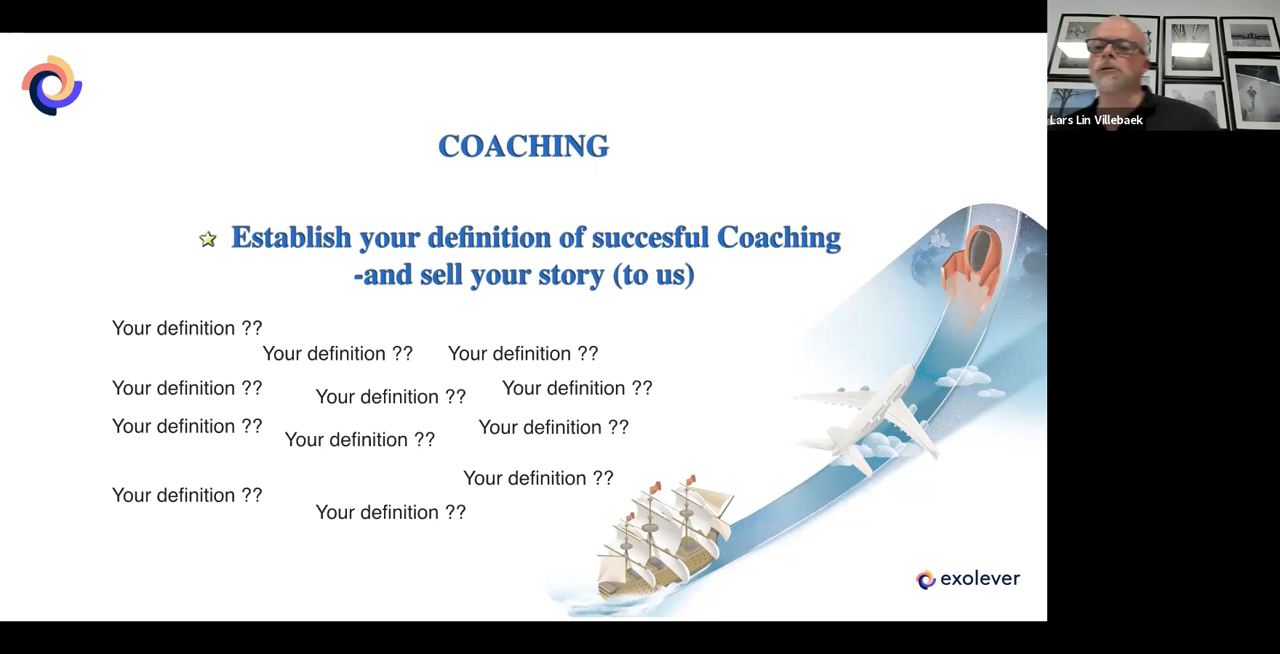 Lars Lin Villebaek
COACHING
Establish your definition of succesful Coaching
-and sell your story (to us)
Your definition ??
Your definition ?? Your definition ??
Your definition ?? Your definition ?? Your definition ??
Your definition ?? Your definition ?? Your definition ??
Your definition ??
Your definition ?? Your definition ??
exolever